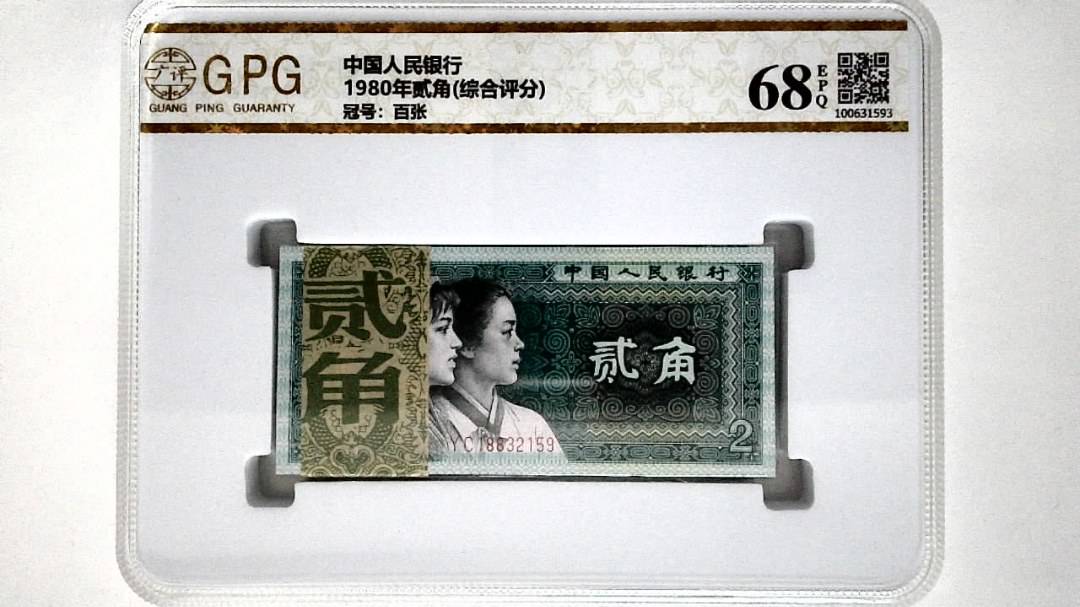 广评
GPG
GUANG PING GUARANTY
中国人民银行
1980年贰角(综合评分)
冠号：百张
68
EPQ
100631593
贰角
中国人民银行
贰角
YC18832159
2